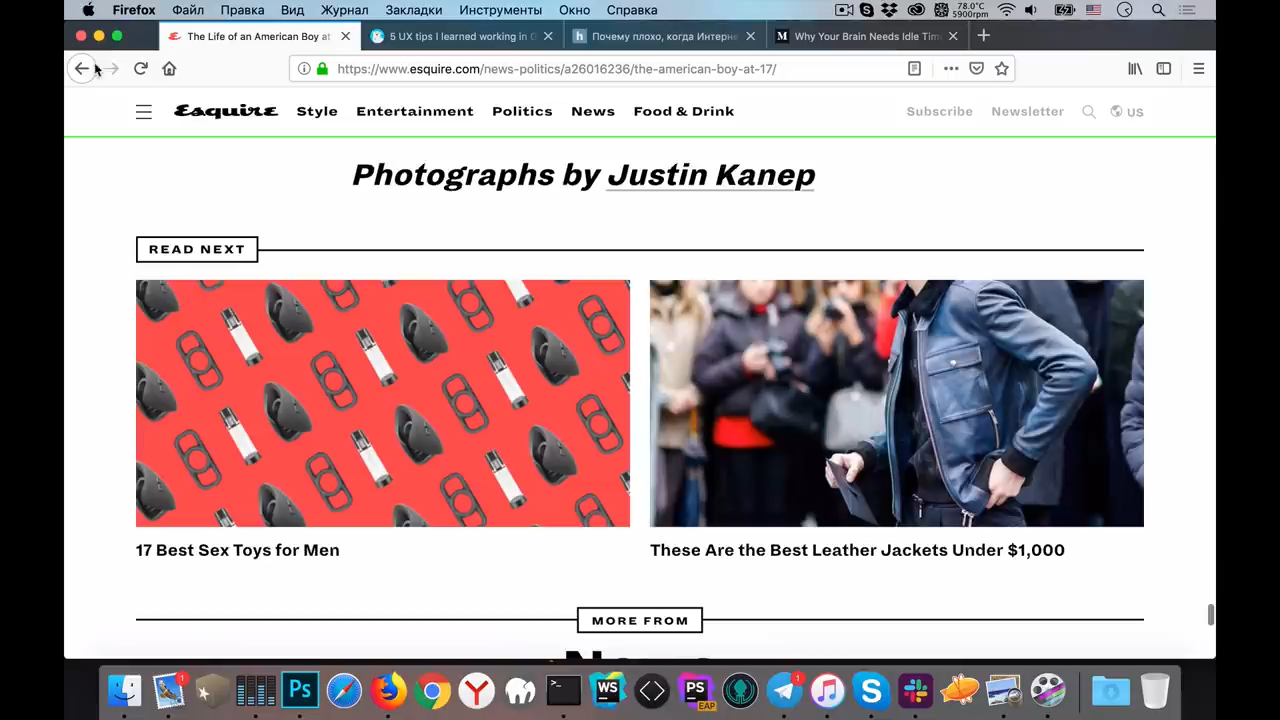 Firefox Файл Правка Вид Журнал Закладки Инструменты Окно Справка 78.0°C 5900rpm
The Life of an American Boy at 5 UX tips I learned working in G Почему плохо, когда Интерне Why Your Brain Needs Idle Tim
https://www.esquire.com/news-politics/a26016236/the-american-boy-at-17/
Esquire Style Entertainment Politics News Food & Drink Subscribe Newsletter US
Photographs by Justin Kanep
READ NEXT
17 Best Sex Toys for Men These Are the Best Leather Jackets Under $1,000
MORE FROM
Ps WS PS EAP